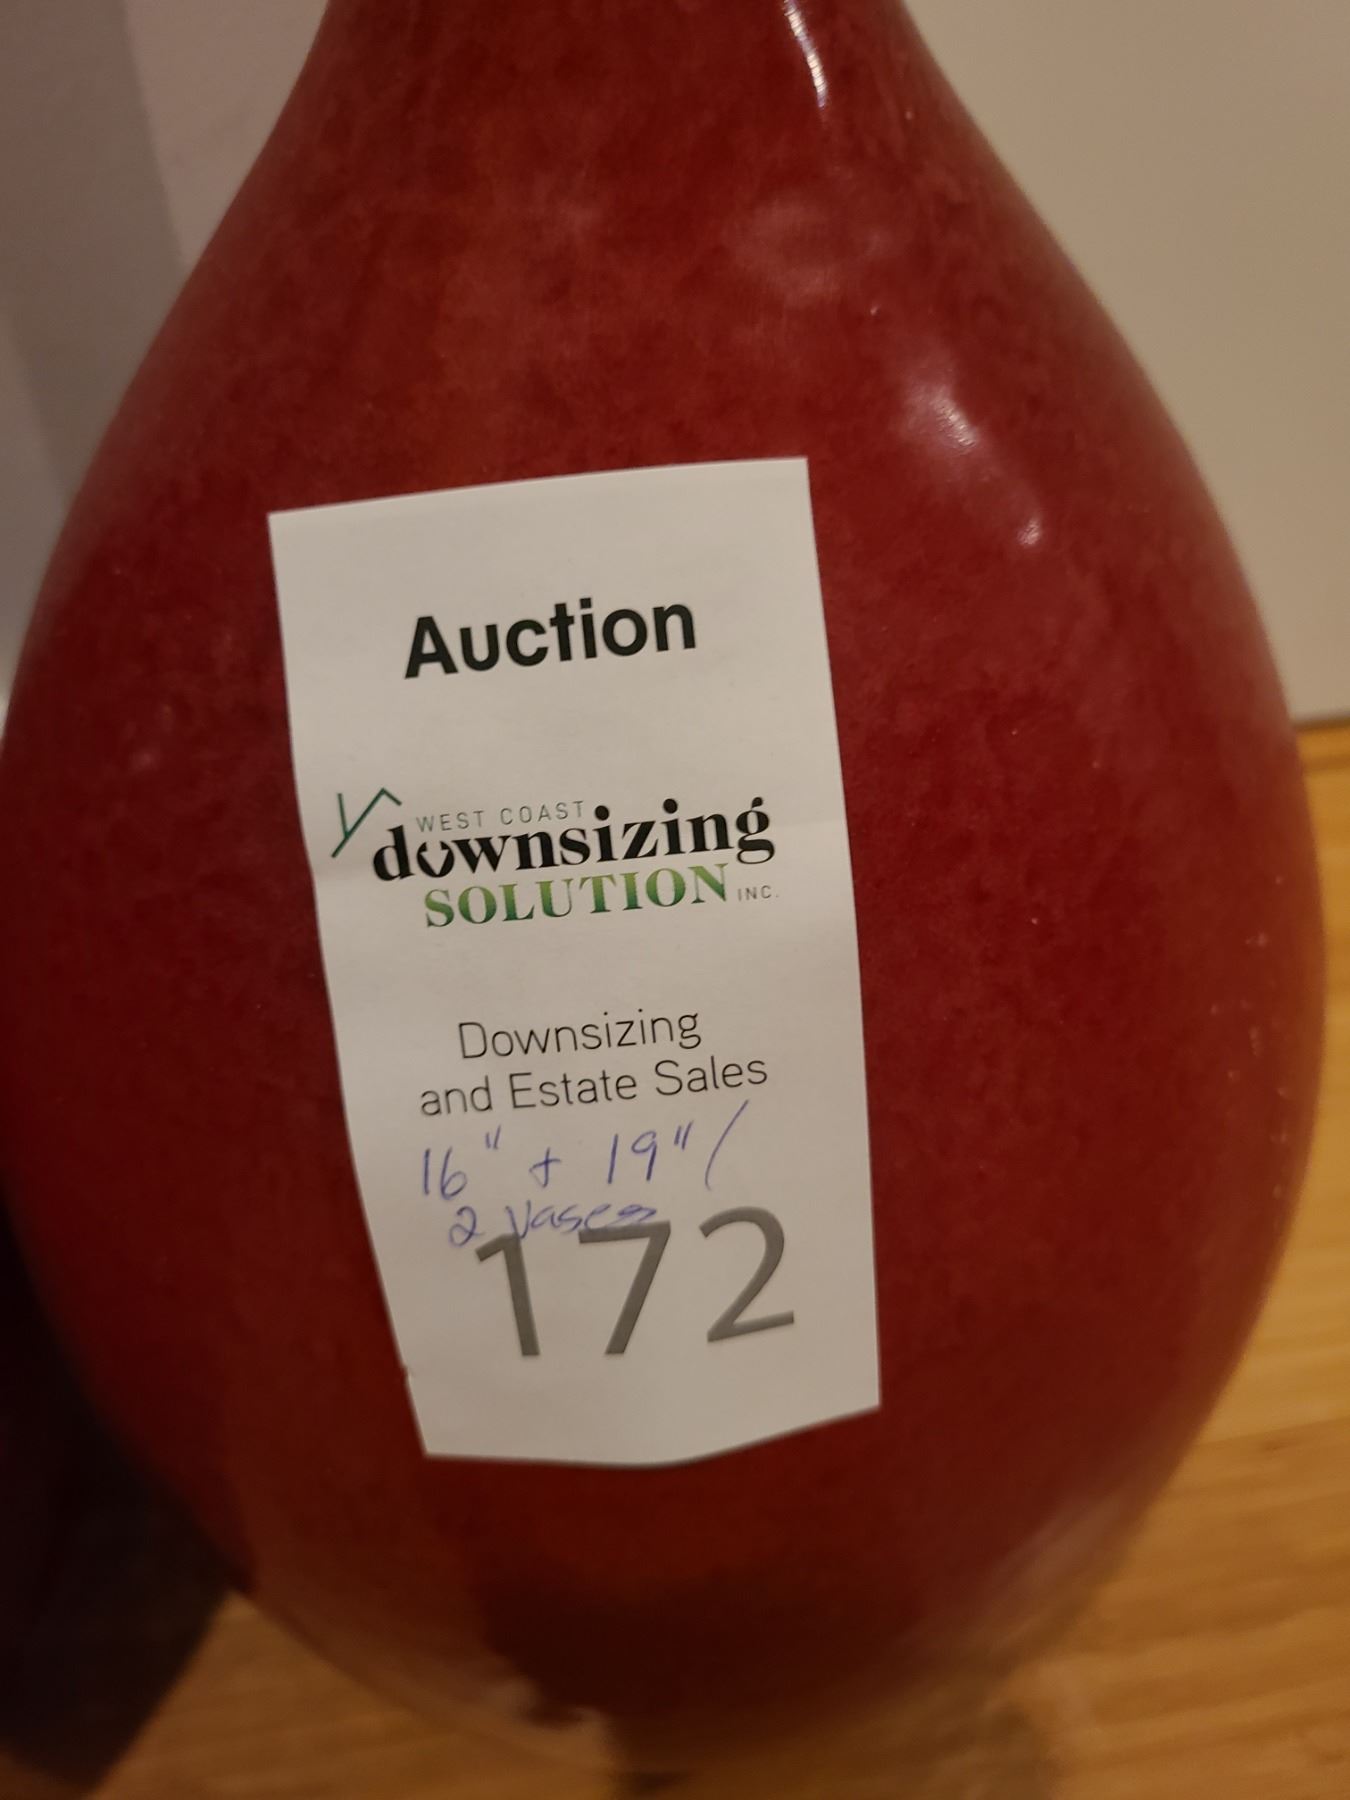 Auction
WEST COAST
downsizing
SOLUTION INC.
Downsizing
and Estate Sales
16" + 19" /
2 Vases
172